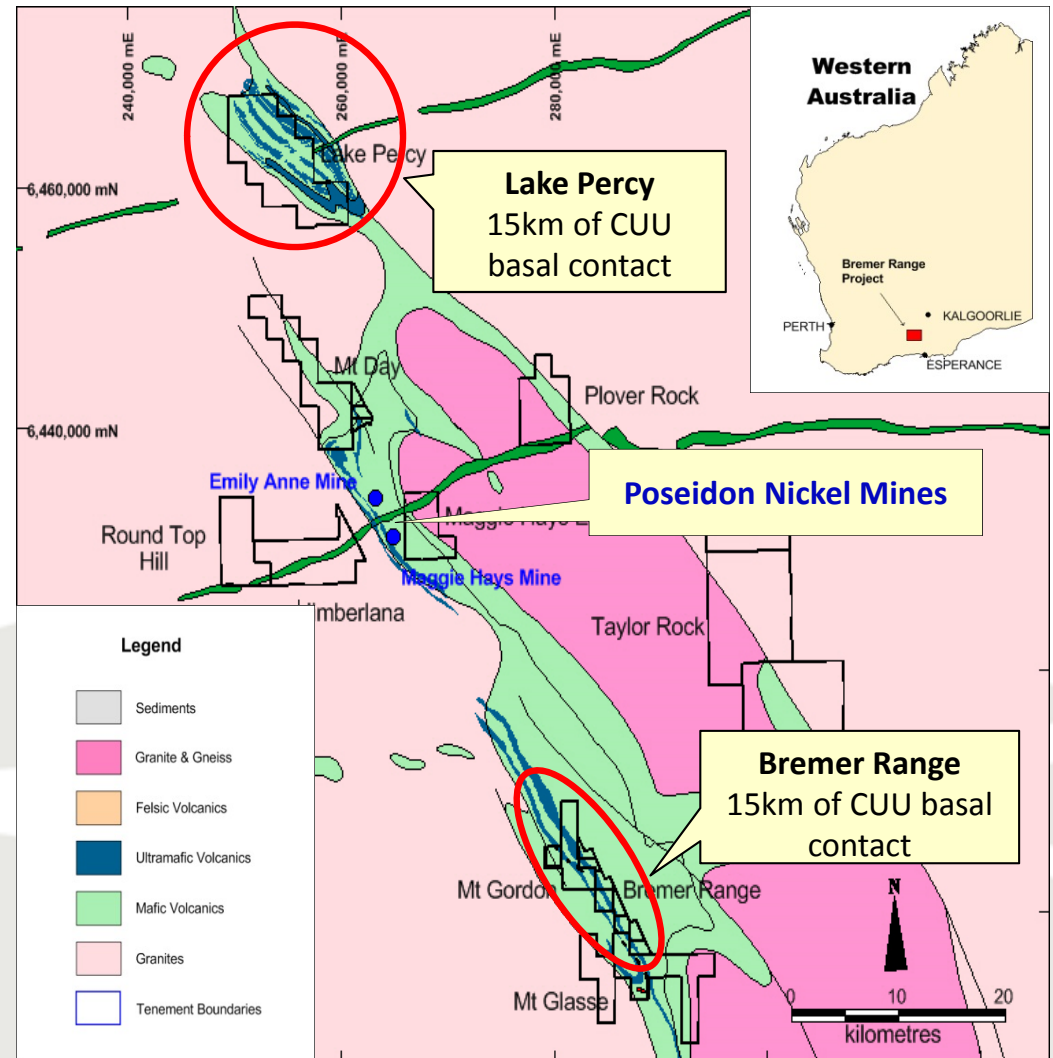 240,000 mE
260,000 mE
280,000 mE
6,460,000 mN
6,440,000 mN
Lake Percy
Lake Percy
15km of CUU
basal contact
Western
Australia
Bremer Range
Project
KALGOORLIE
PERTH
ESPERANCE
Mt Day
Plover Rock
Emily Anne Mine
Poseidon Nickel Mines
Maggie Hays
Round Top
Hill
Maggie Hays Mine
mberlana
Taylor Rock
Legend
Sediments
Granite & Gneiss
Felsic Volcanics
Ultramafic Volcanics
Mafic Volcanics
Granites
Tenement Boundaries
Bremer Range
15km of CUU basal
contact
Mt Gordon
Bremer Range
Mt Glasse
N
0 10 20
kilometres